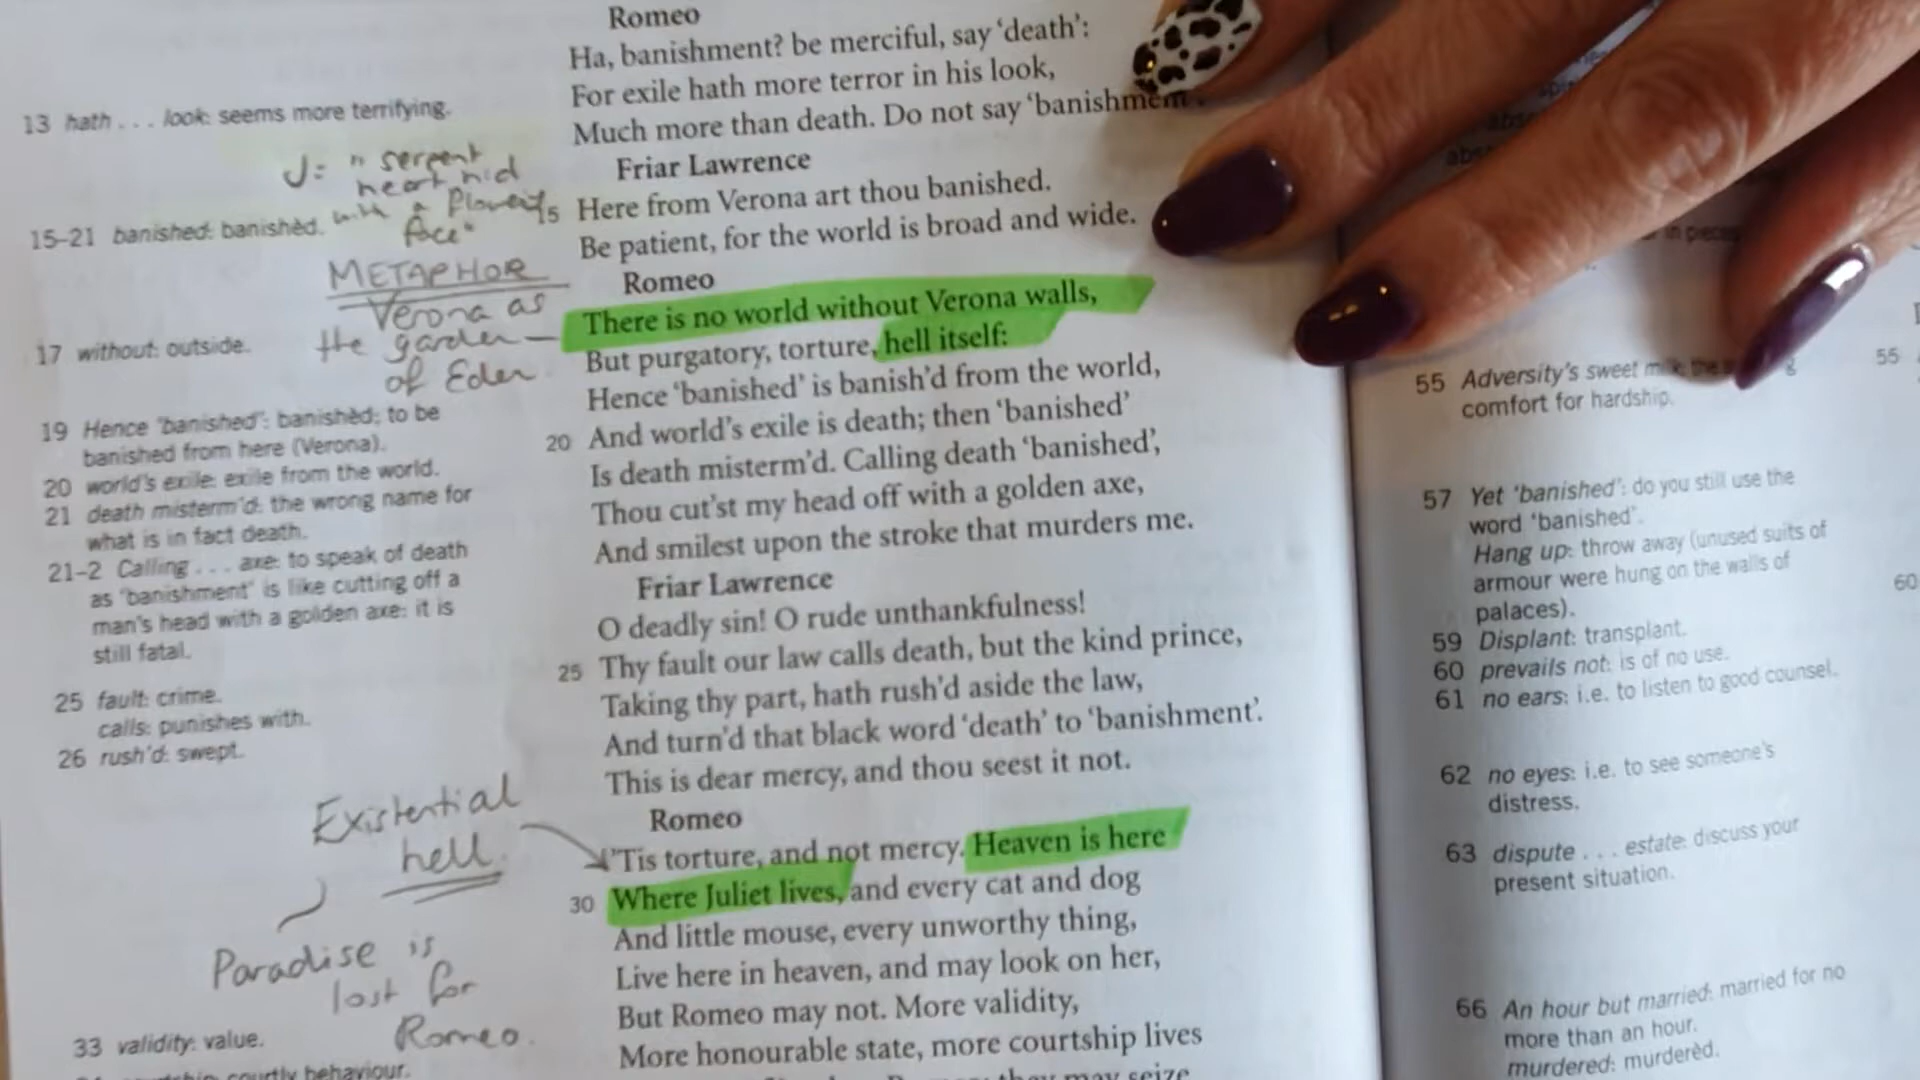 Romeo
Ha, banishment? be merciful, say ‘death’:
For exile hath more terror in his look,
Much more than death. Do not say ‘banishment’.
Friar Lawrence
15 Here from Verona art thou banished.
Be patient, for the world is broad and wide.
Romeo
There is no world without Verona walls,
But purgatory, torture, hell itself:
Hence ‘banished’ is banish’d from the world,
20 And world’s exile is death; then ‘banished’
Is death misterm’d. Calling death ‘banished’,
Thou cut’st my head off with a golden axe,
And smilest upon the stroke that murders me.
Friar Lawrence
O deadly sin! O rude unthankfulness!
25 Thy fault our law calls death, but the kind prince,
Taking thy part, hath rush’d aside the law,
And turn’d that black word ‘death’ to ‘banishment’.
This is dear mercy, and thou seest it not.
Romeo
’Tis torture, and not mercy. Heaven is here
30 Where Juliet lives, and every cat and dog
And little mouse, every unworthy thing,
Live here in heaven, and may look on her,
But Romeo may not. More validity,
More honourable state, more courtship lives
they may seize
13 hath . . . look: seems more terrifying.
J: " serpent
heart hid
with a flowering
face"
15–21 banished: banishèd.
METAPHOR
Verona as
the garden
of Eden
17 without: outside.
19 Hence ‘banished’: banishèd; to be
banished from here (Verona).
20 world’s exile: exile from the world.
21 death misterm’d: the wrong name for
what is in fact death.
21–2 Calling . . . axe: to speak of death
as ‘banishment’ is like cutting off a
man’s head with a golden axe: it is
still fatal.
25 fault: crime.
calls: punishes with.
26 rush’d: swept.
Existential
hell.
Paradise is
lost for
Romeo.
33 validity: value.
courtly behaviour.
in pieces
55 Adversity’s sweet
comfort for hardship.
57 Yet ‘banished’: do you still use the
word ‘banished’.
Hang up: throw away (unused suits of
armour were hung on the walls of
palaces).
59 Displant: transplant.
60 prevails not: is of no use.
61 no ears: i.e. to listen to good counsel.
62 no eyes: i.e. to see someone’s
distress.
63 dispute . . . estate: discuss your
present situation.
66 An hour but married: married for no
more than an hour.
murdered: murderèd.
55
60